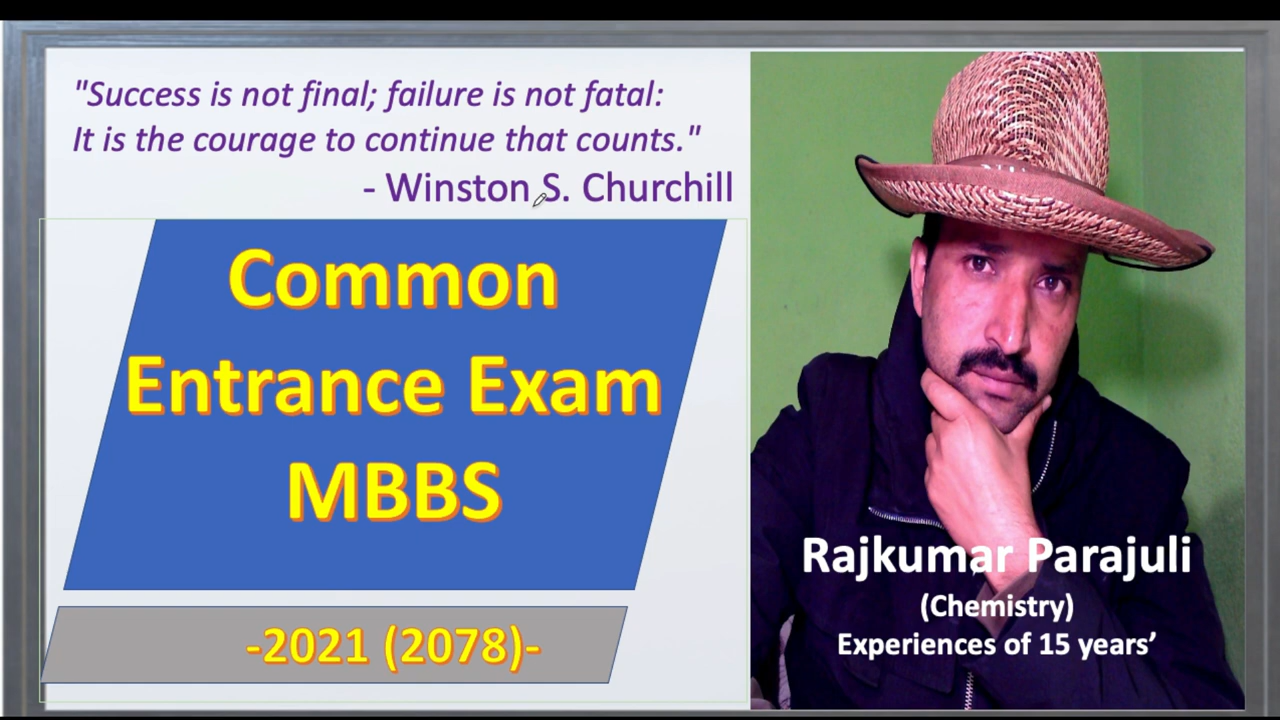 "Success is not final; failure is not fatal:
It is the courage to continue that counts."
- Winston S. Churchill
Common
Entrance Exam
MBBS
-2021 (2078)-
Rajkumar Parajuli
(Chemistry)
Experiences of 15 years’